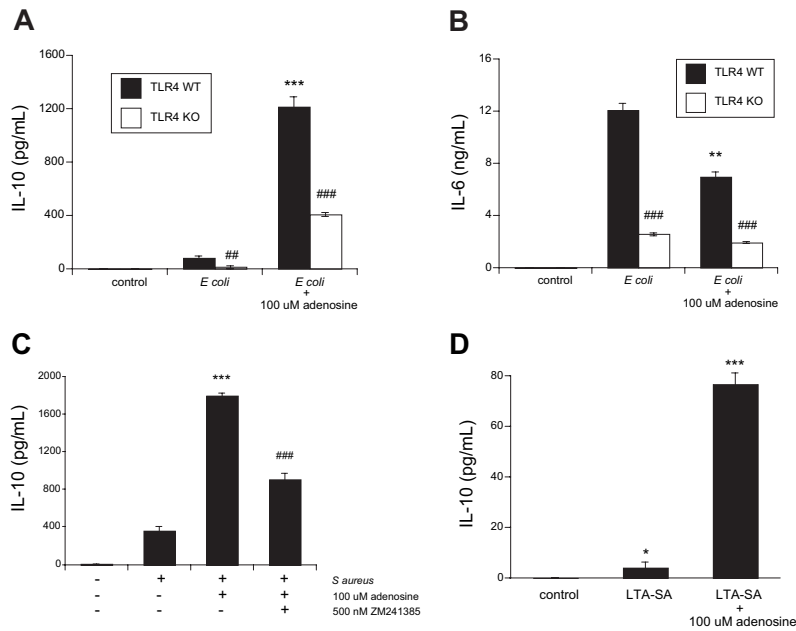 A
IL-10 (pg/mL)
1600
1200
800
400
0
TLR4 WT
TLR4 KO
***
###
##
control
E coli
E coli
+
100 uM adenosine
B
IL-6 (ng/mL)
16
12
8
4
0
TLR4 WT
TLR4 KO
**
###
###
control
E coli
E coli
+
100 uM adenosine
C
IL-10 (pg/mL)
2000
1600
1200
800
400
0
***
###
- + + + S aureus
- - + + 100 uM adenosine
- - - + 500 nM ZM241385
D
IL-10 (pg/mL)
80
60
40
20
0
***
*
control
LTA-SA
LTA-SA
+
100 uM adenosine